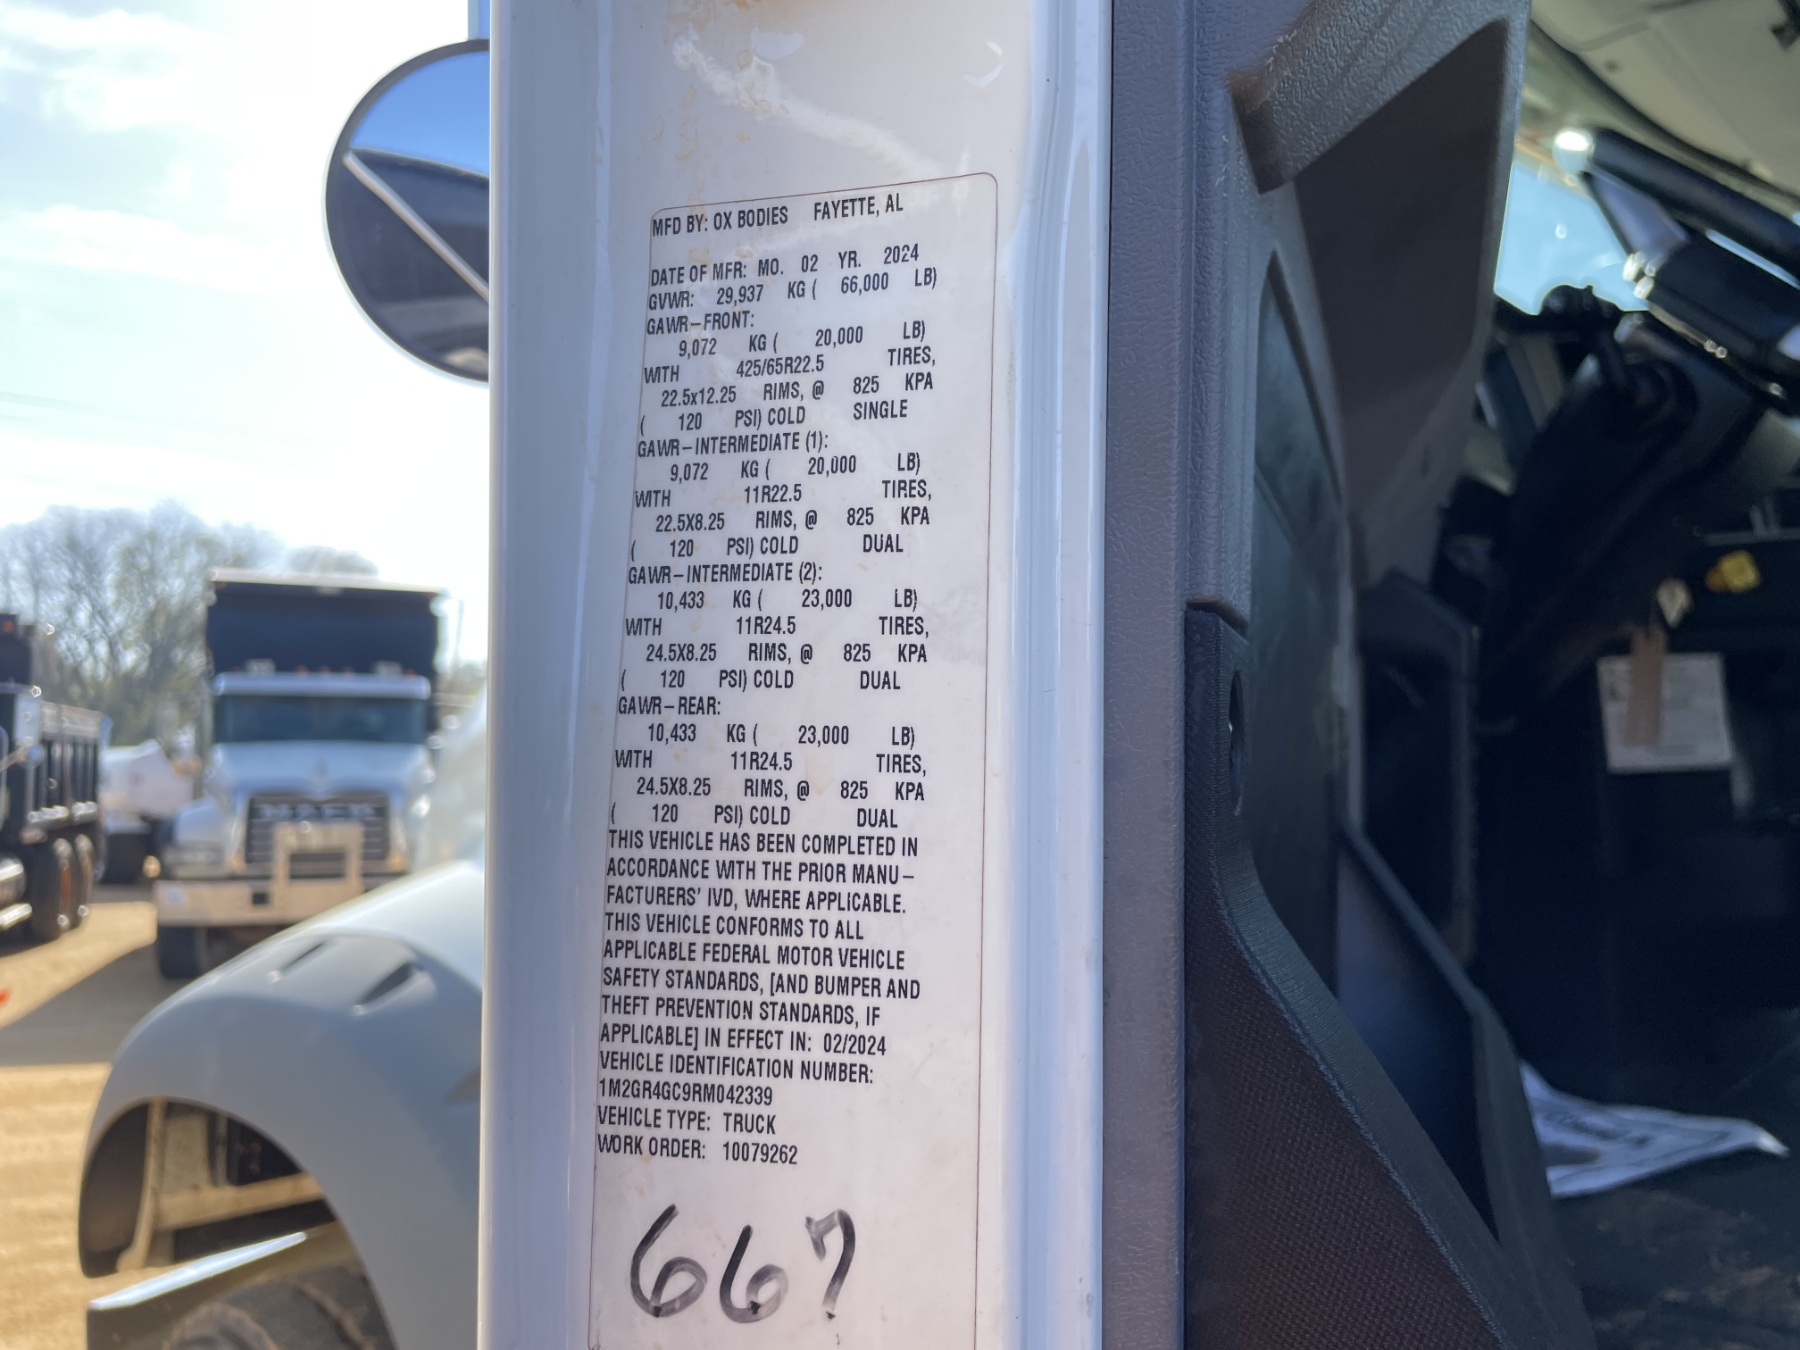 MFD BY: OX BODIES FAYETTE, AL
DATE OF MFR: MO. 02 YR. 2024
GVWR: 29,937 KG ( 66,000 LB)
GAWR-FRONT:
9,072 KG ( 20,000 LB)
WITH 425/65R22.5 TIRES,
22.5x12.25 RIMS, @ 825 KPA
( 120 PSI) COLD SINGLE
GAWR-INTERMEDIATE (1):
9,072 KG ( 20,000 LB)
WITH 11R22.5 TIRES,
22.5X8.25 RIMS, @ 825 KPA
( 120 PSI) COLD DUAL
GAWR-INTERMEDIATE (2):
10,433 KG ( 23,000 LB)
WITH 11R24.5 TIRES,
24.5X8.25 RIMS, @ 825 KPA
( 120 PSI) COLD DUAL
GAWR-REAR:
10,433 KG ( 23,000 LB)
WITH 11R24.5 TIRES,
24.5X8.25 RIMS, @ 825 KPA
( 120 PSI) COLD DUAL
THIS VEHICLE HAS BEEN COMPLETED IN
ACCORDANCE WITH THE PRIOR MANU-
FACTURERS' IVD, WHERE APPLICABLE.
THIS VEHICLE CONFORMS TO ALL
APPLICABLE FEDERAL MOTOR VEHICLE
SAFETY STANDARDS, [AND BUMPER AND
THEFT PREVENTION STANDARDS, IF
APPLICABLE] IN EFFECT IN: 02/2024
VEHICLE IDENTIFICATION NUMBER:
1M2GR4GC9RM042339
VEHICLE TYPE: TRUCK
WORK ORDER: 10079262
667
MACK